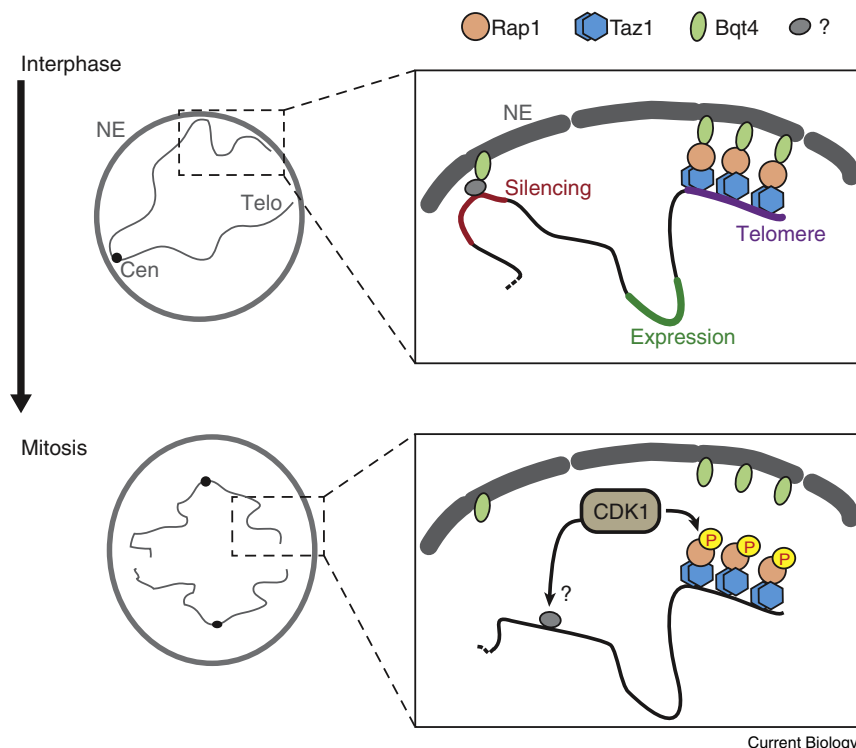 Rap1 Taz1 Bqt4 ?
Interphase
NE
Telo
Cen
NE
Silencing
Telomere
Expression
Mitosis
CDK1
P
P
P
?
Current Biology